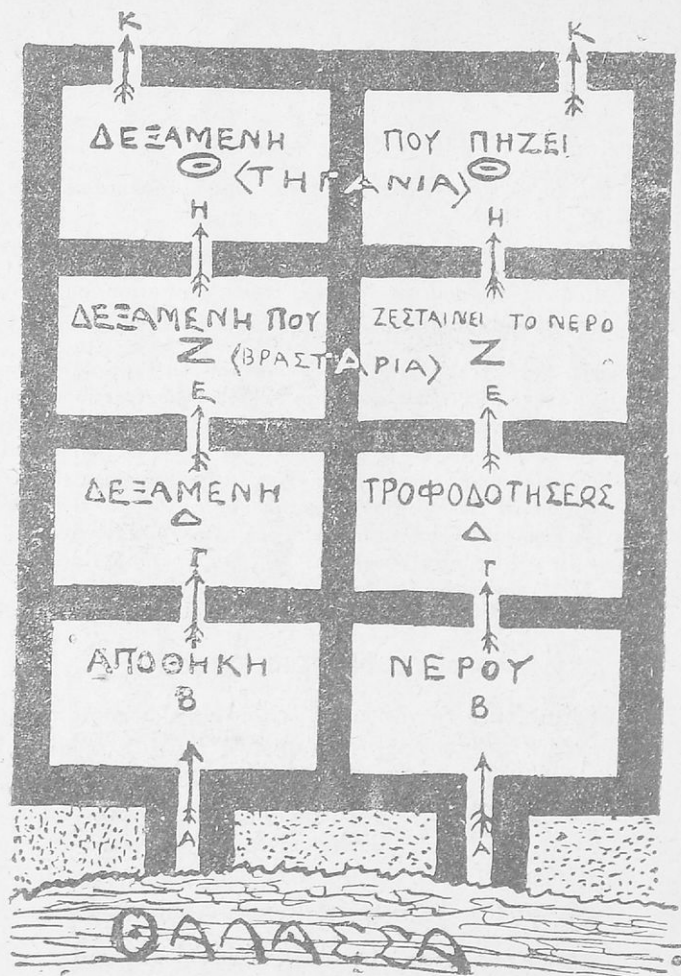 Κ Κ
ΔΕΞΑΜΕΝΗ ΠΟΥ ΠΗΖΕΙ
Θ <ΤΗΓΑΝΙΑ> Θ
Η Η
ΔΕΞΑΜΕΝΗ ΠΟΥ ΖΕΣΤΑΙΝΕΙ ΤΟ ΝΕΡΟ
Ζ <ΒΡΑΣΤΑΡΙΑ> Ζ
Ε Ε
ΔΕΞΑΜΕΝΗ ΤΡΟΦΟΔΟΤΗΣΕΩΣ
Δ Δ
Γ Γ
ΑΠΟΘΗΚΗ ΝΕΡΟΥ
Β Β
Α Α
ΘΑΛΑΣΣΑ